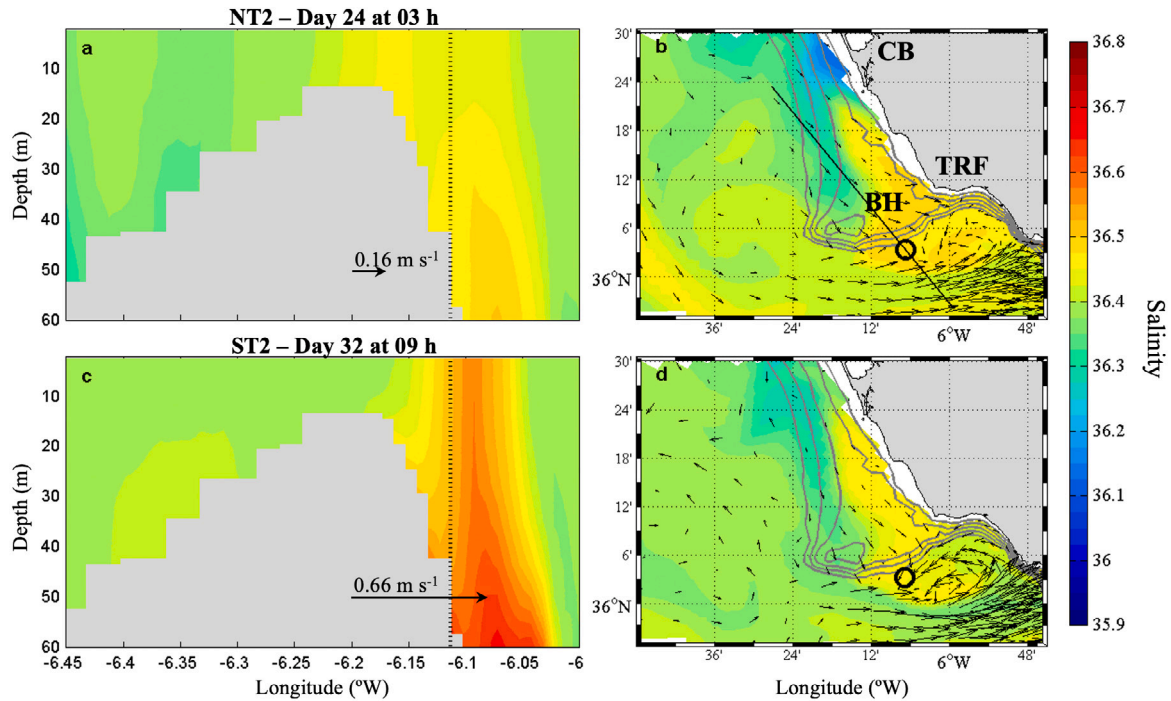 NT2 – Day 24 at 03 h
a
10
20
30
40
50
60
Depth (m)
0.16 m s⁻¹
b
CB
TRF
BH
30'
24'
18'
12'
6'
36°N
36'
24'
12'
6°W
48'
ST2 – Day 32 at 09 h
c
10
20
30
40
50
60
Depth (m)
0.66 m s⁻¹
-6.45
-6.4
-6.35
-6.3
-6.25
-6.2
-6.15
-6.1
-6.05
-6
Longitude (ºW)
d
30'
24'
18'
12'
6'
36°N
36'
24'
12'
6°W
48'
Longitude (ºW)
36.8
36.7
36.6
36.5
36.4
36.3
36.2
36.1
36
35.9
Salinity